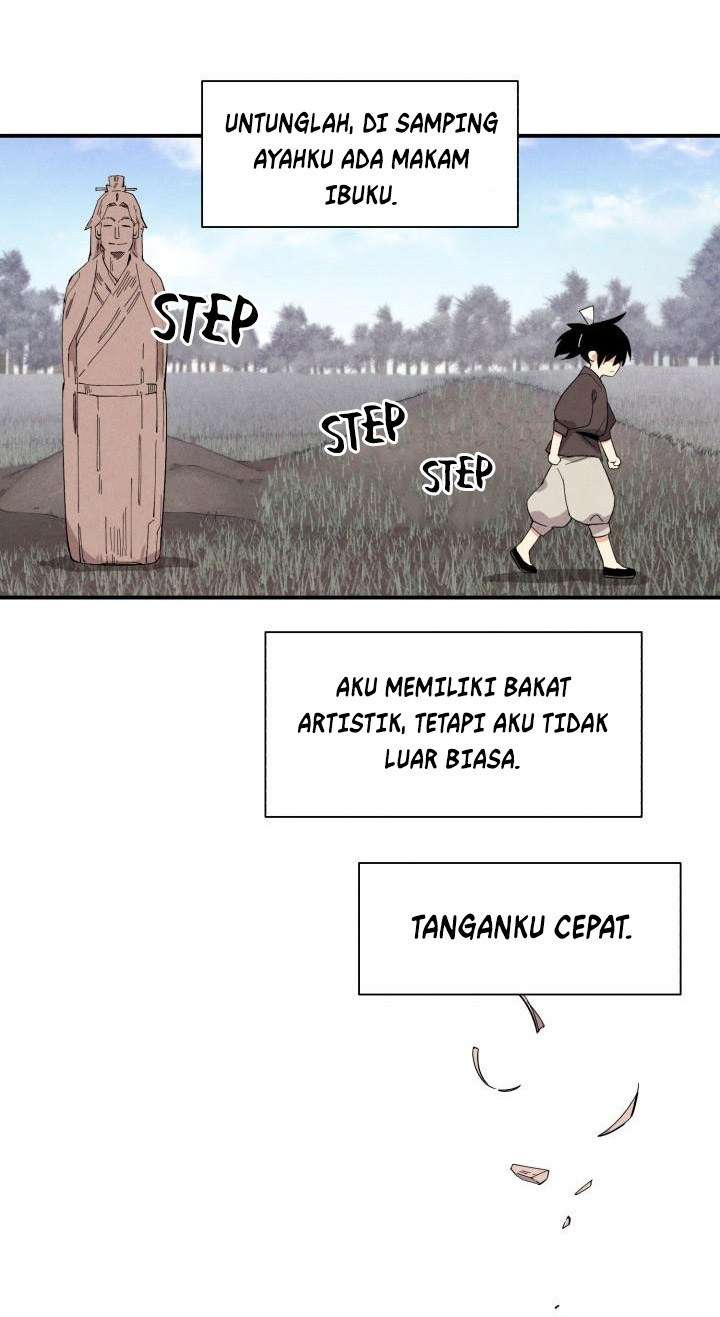 UNTUNGLAH, DI SAMPING
AYAHKU ADA MAKAM
IBUKU.
STEP
STEP
STEP
AKU MEMILIKI BAKAT
ARTISTIK, TETAPI AKU TIDAK
LUAR BIASA.
TANGANKU CEPAT.